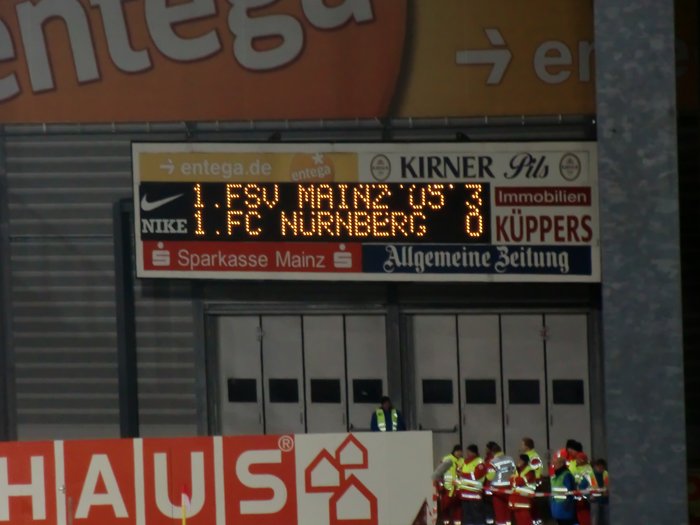 entega
→ en
→ entega.de
entega
KIRNER Pils
NIKE
1.FSV MAINZ'05' 3
1.FC NÜRNBERG 0
Immobilien
KÜPPERS
Sparkasse Mainz
Allgemeine Zeitung
HAUS®